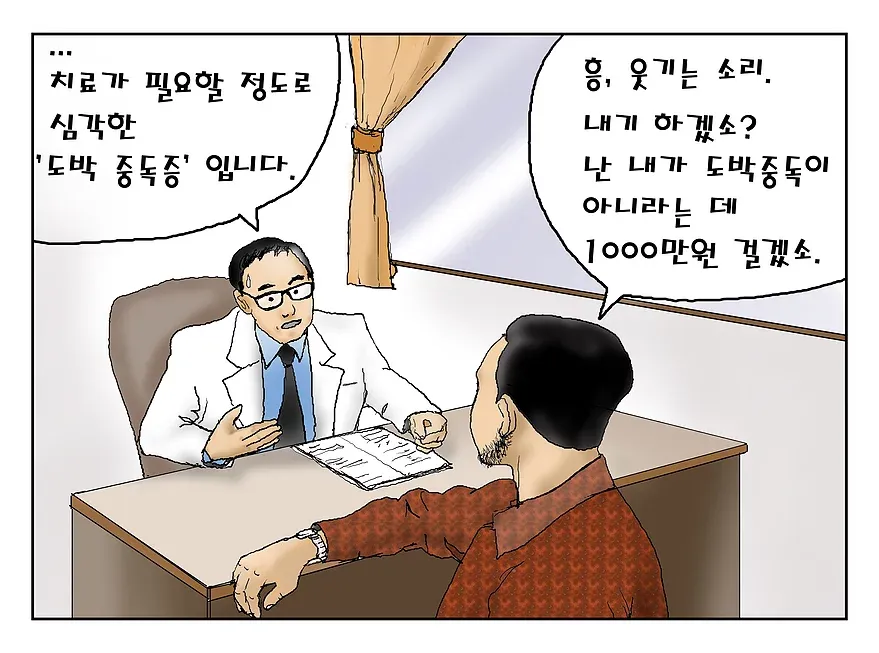 ...
치료가 필요할 정도로
심각한
'도박 중독증' 입니다.
흥, 웃기는 소리.
내기 하겠소?
난 내가 도박중독이
아니라는 데
1000만원 걸겠소.